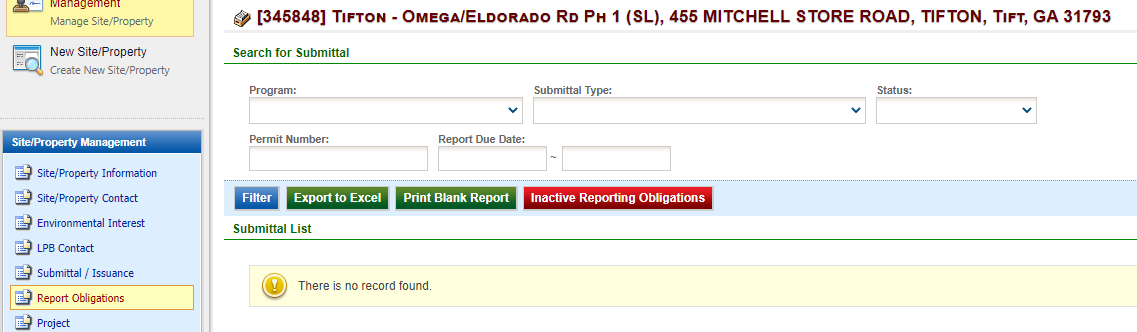 Management
Manage Site/Property
New Site/Property
Create New Site/Property
Site/Property Management
Site/Property Information
Site/Property Contact
Environmental Interest
LPB Contact
Submittal / Issuance
Report Obligations
Project
[345848] Tifton - Omega/Eldorado Rd Ph 1 (SL), 455 MITCHELL STORE ROAD, TIFTON, Tift, GA 31793
Search for Submittal
Program: Submittal Type: Status:
Permit Number: Report Due Date:
~
Filter Export to Excel Print Blank Report Inactive Reporting Obligations
Submittal List
There is no record found.